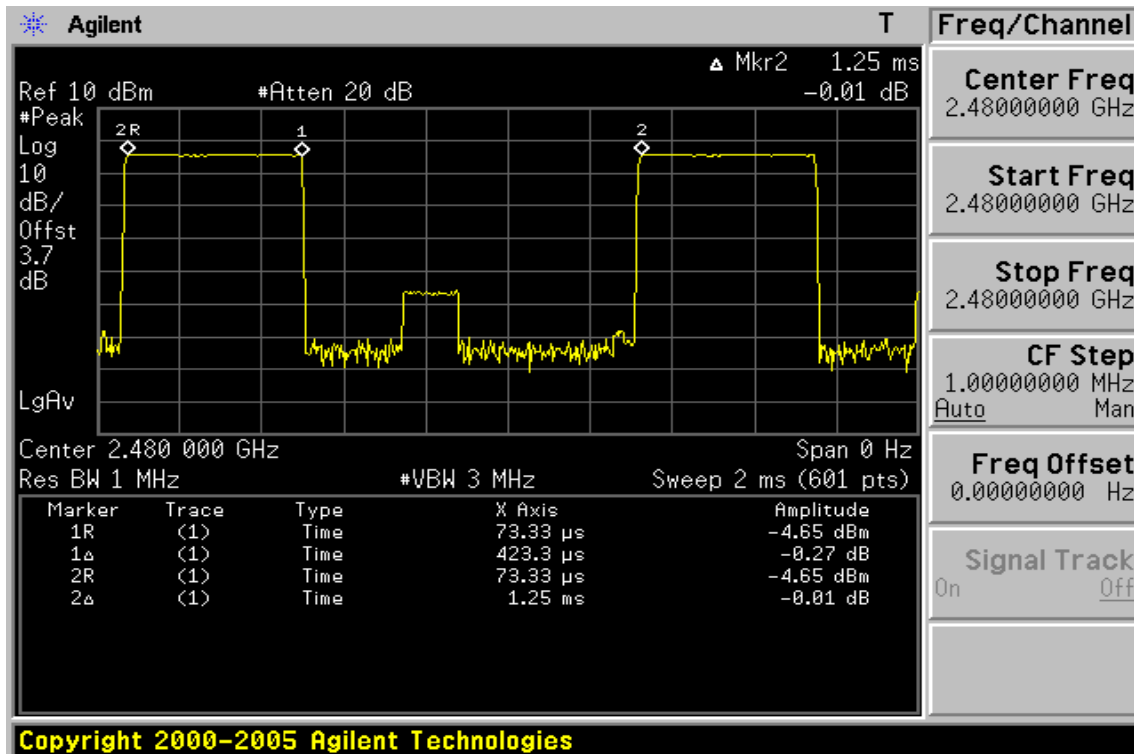 Agilent T
Freq/Channel
Δ Mkr2 1.25 ms
Ref 10 dBm #Atten 20 dB -0.01 dB
#Peak
Log
10
dB/
Offst
3.7
dB
LgAv
2R 1 2
Center 2.480 000 GHz Span 0 Hz
Res BW 1 MHz #VBW 3 MHz Sweep 2 ms (601 pts)
Marker Trace Type X Axis Amplitude
1R (1) Time 73.33 µs -4.65 dBm
1Δ (1) Time 423.3 µs -0.27 dB
2R (1) Time 73.33 µs -4.65 dBm
2Δ (1) Time 1.25 ms -0.01 dB
Center Freq
2.48000000 GHz
Start Freq
2.48000000 GHz
Stop Freq
2.48000000 GHz
CF Step
1.00000000 MHz
Auto Man
Freq Offset
0.00000000 Hz
Signal Track
On Off
Copyright 2000-2005 Agilent Technologies